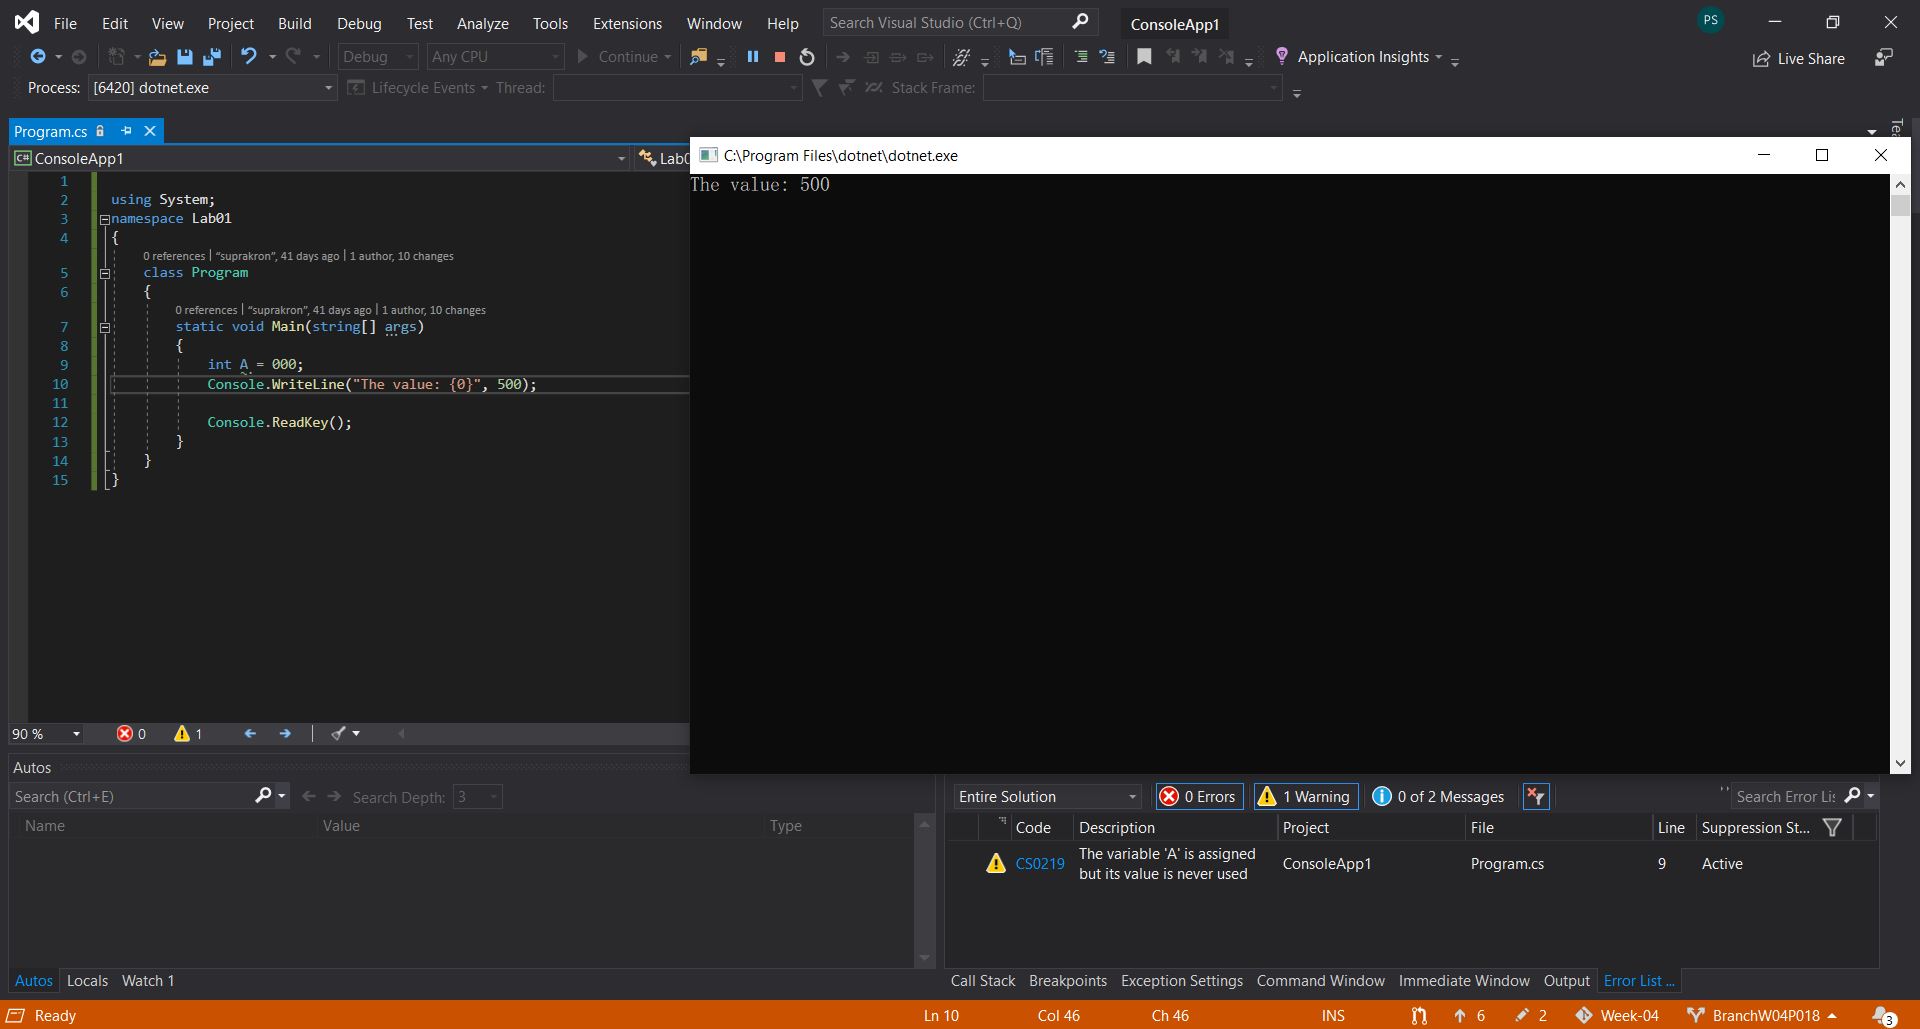 File Edit View Project Build Debug Test Analyze Tools Extensions Window Help Search Visual Studio (Ctrl+Q) ConsoleApp1 PS
Debug Any CPU Continue Application Insights Live Share
Process: [6420] dotnet.exe Lifecycle Events Thread: Stack Frame:
Program.cs
C# ConsoleApp1
C:\Program Files\dotnet\dotnet.exe
The value: 500
1
2 using System;
3 namespace Lab01
4 {
0 references | "suprakron", 41 days ago | 1 author, 10 changes
5 class Program
6 {
0 references | "suprakron", 41 days ago | 1 author, 10 changes
7 static void Main(string[] args)
8 {
9 int A = 000;
10 Console.WriteLine("The value: {0}", 500);
11
12 Console.ReadKey();
13 }
14 }
15 }
90 % 0 1
Autos
Search (Ctrl+E) Search Depth: 3
Name Value Type
Autos Locals Watch 1
Entire Solution 0 Errors 1 Warning 0 of 2 Messages
Code Description Project File Line Suppression St...
CS0219 The variable 'A' is assigned ConsoleApp1 Program.cs 9 Active
but its value is never used
Call Stack Breakpoints Exception Settings Command Window Immediate Window Output Error List ...
Ready Ln 10 Col 46 Ch 46 INS 6 2 Week-04 BranchW04P018 3